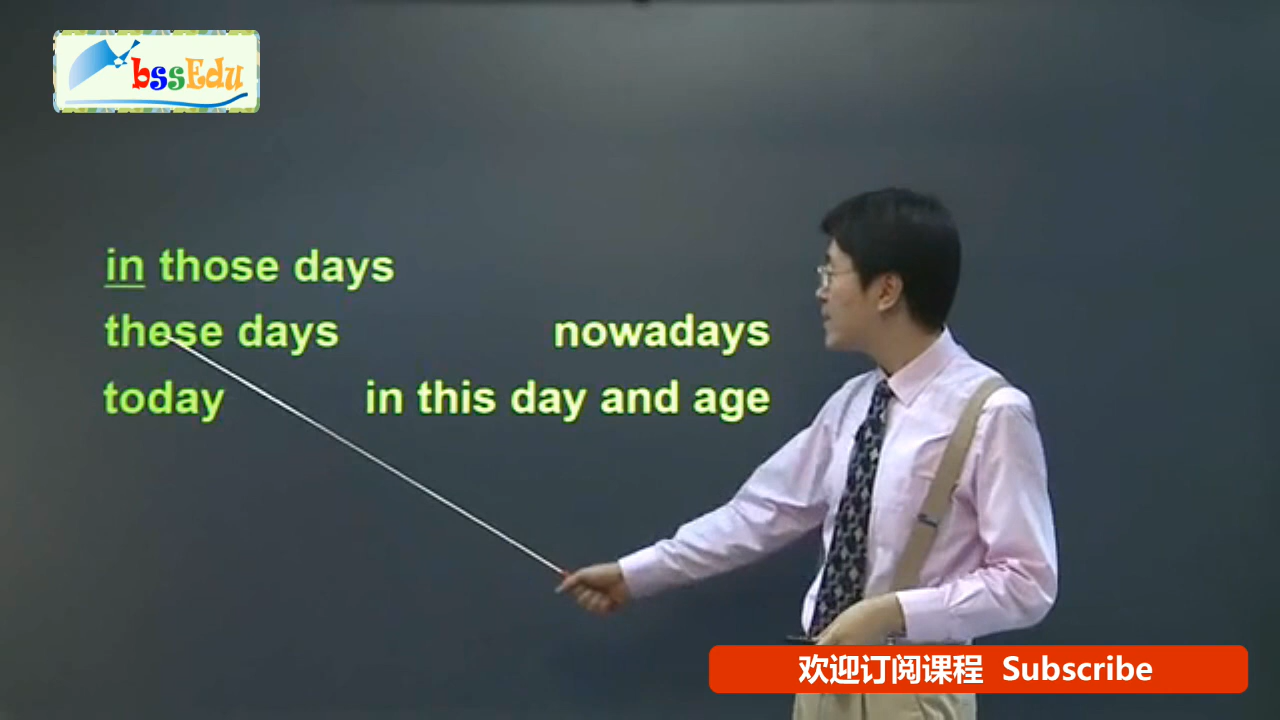 bssEdu
in those days
these days nowadays
today in this day and age
欢迎订阅课程 Subscribe